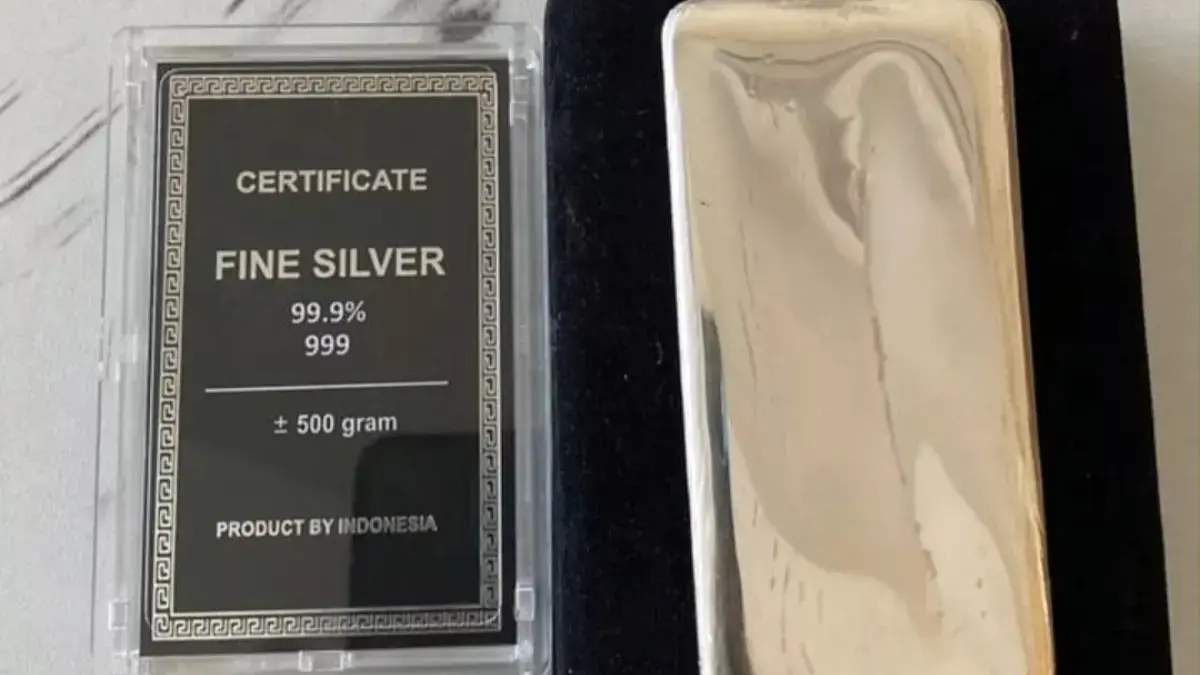 CERTIFICATE
FINE SILVER
99.9%
999
± 500 gram
PRODUCT BY INDONESIA